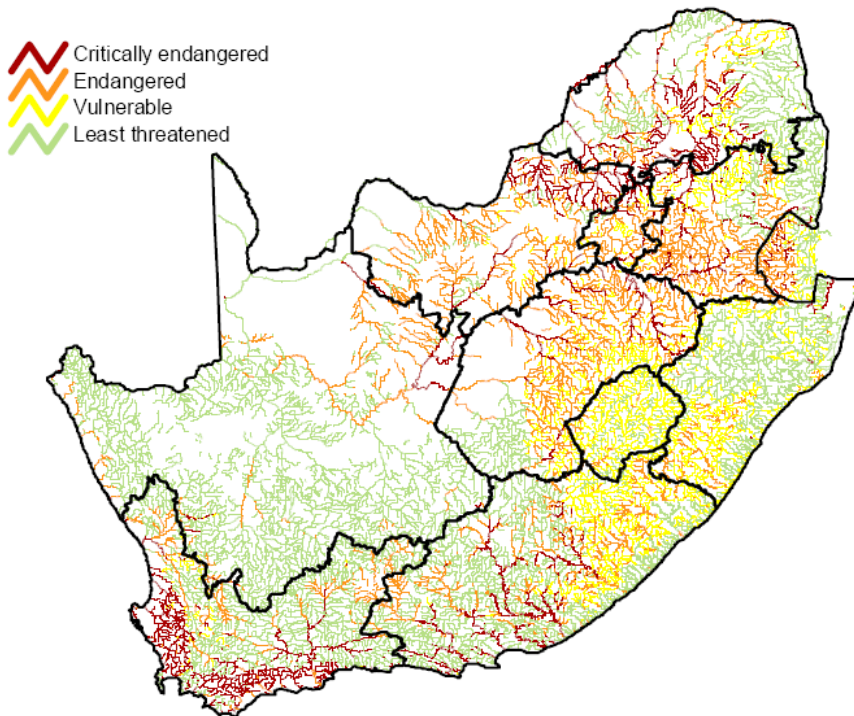 Critically endangered
Endangered
Vulnerable
Least threatened